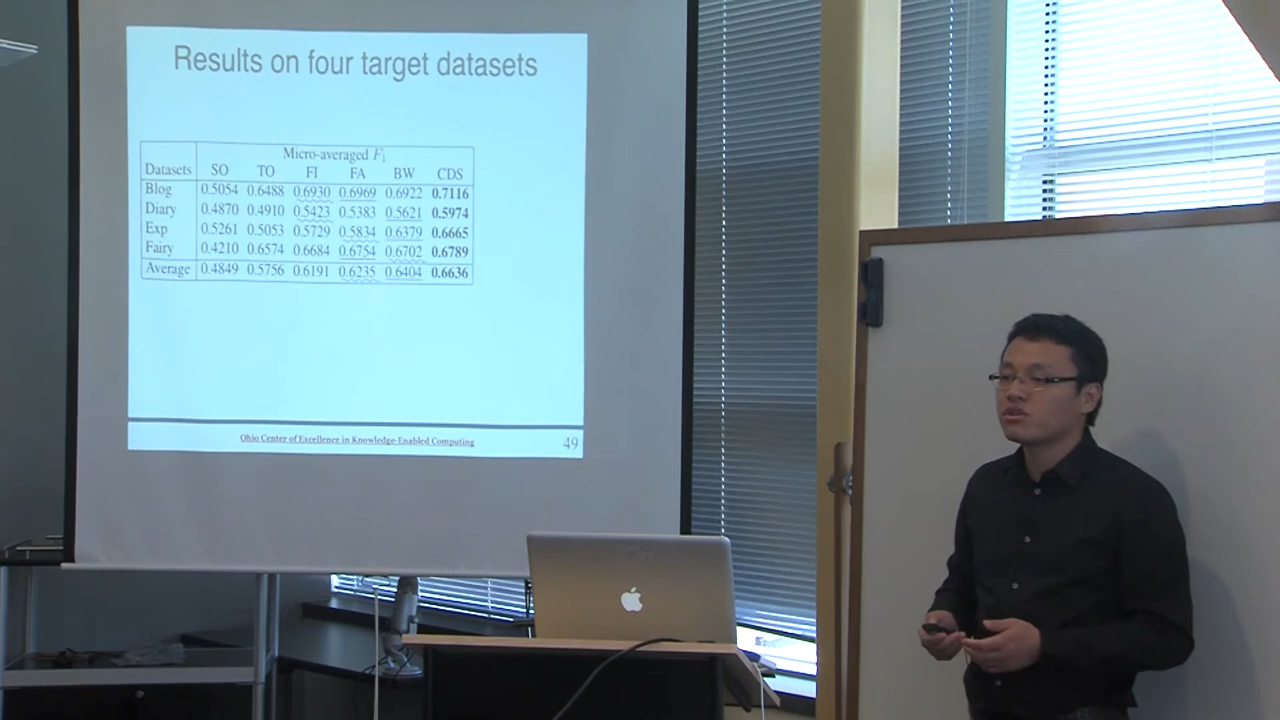 Results on four target datasets
Micro-averaged F1
Datasets SO TO FI FA BW CDS
Blog 0.5054 0.6488 0.6930 0.6969 0.6922 0.7116
Diary 0.4870 0.4910 0.5423 0.5383 0.5621 0.5974
Exp 0.5261 0.5053 0.5729 0.5834 0.6379 0.6665
Fairy 0.4210 0.6574 0.6684 0.6754 0.6702 0.6789
Average 0.4849 0.5756 0.6191 0.6235 0.6404 0.6636
Ohio Center of Excellence in Knowledge-Enabled Computing
49